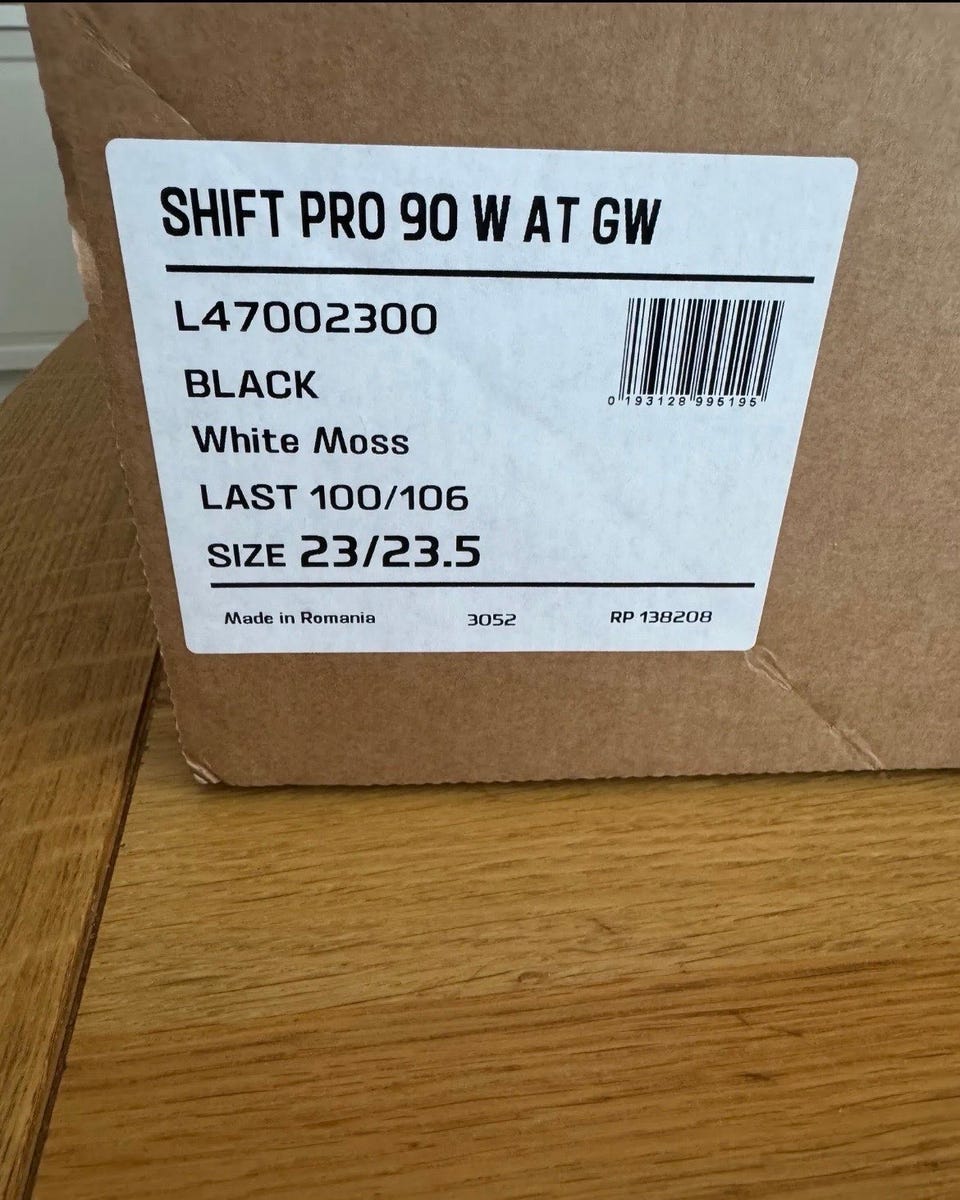 SHIFT PRO 90 W AT GW
L47002300
BLACK
0 193128 995195
White Moss
LAST 100/106
SIZE 23/23.5
Made in Romania 3052 RP 138208